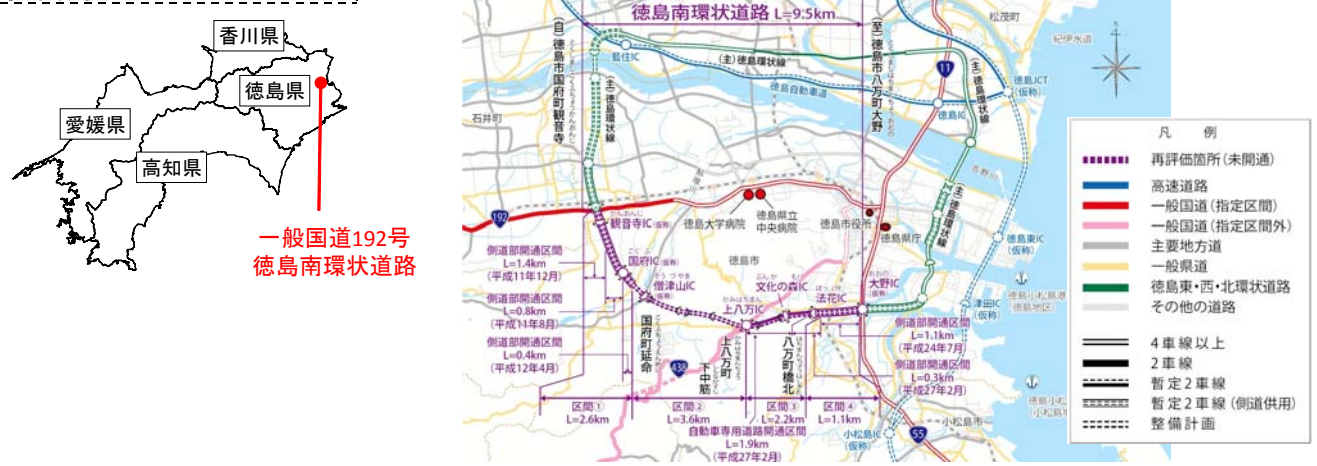 香川県
徳島県
愛媛県
高知県
一般国道192号
徳島南環状道路
徳島南環状道路 L=9.5km
(自)徳島市国府町観音寺
(至)徳島市八万町大野
松茂町
紀伊水道
藍住IC
(主)徳島環状線
徳島自動車道
11
徳島IC
徳島JCT
(仮称)
(主)徳島環状線
石井町
(主)徳島環状線
吉野川
192
観音寺IC(仮称)
徳島大学病院
徳島県立
中央病院
徳島市役所
徳島県庁
(主)徳島環状線
徳島東IC
(仮称)
徳島市
国府IC(仮称)
僧津山IC
(仮称)
上八万IC
文化の森IC
法花IC
大野IC
(仮称)
津田IC
(仮称)
側道部開通区間
L=1.4km
(平成11年12月)
側道部開通区間
L=0.8km
(平成11年8月)
側道部開通区間
L=0.4km
(平成12年4月)
国府町延命
438
上八万町
下中筋
八万町橋北
側道部開通区間
L=1.1km
(平成24年7月)
側道部開通区間
L=0.3km
(平成27年2月)
区間①
L=2.6km
区間②
L=3.6km
区間③
L=2.2km
区間④
L=1.1km
自動車専用道路開通区間
L=1.9km
(平成27年2月)
小松島IC
(仮称)
55
小松島市
凡 例
再評価箇所(未開通)
高速道路
一般国道(指定区間)
一般国道(指定区間外)
主要地方道
一般県道
徳島東・西・北環状道路
その他の道路
4車線以上
2車線
暫定2車線
暫定2車線(側道供用)
整備計画